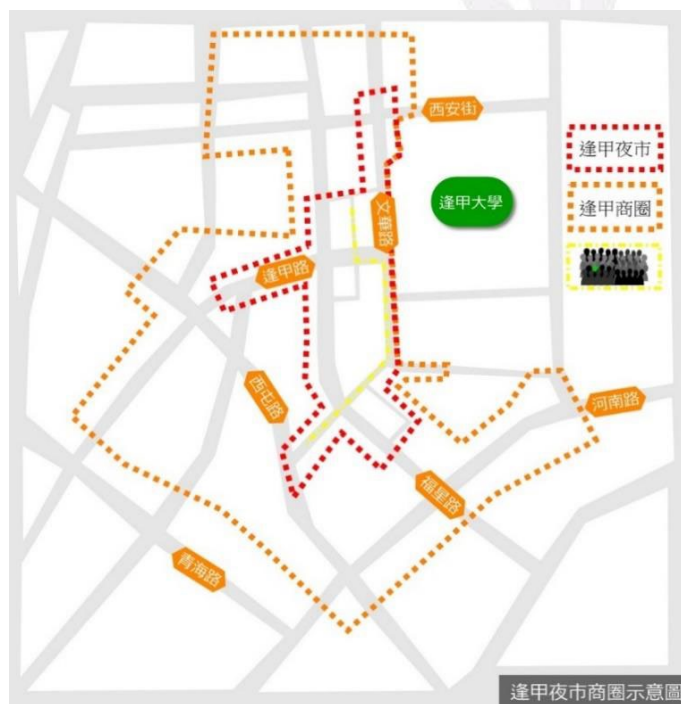 西安街
逢甲夜市
逢甲大學
逢甲商圈
文華路
逢甲路
西屯路
河南路
福星路
青海路
逢甲夜市商圈示意圖